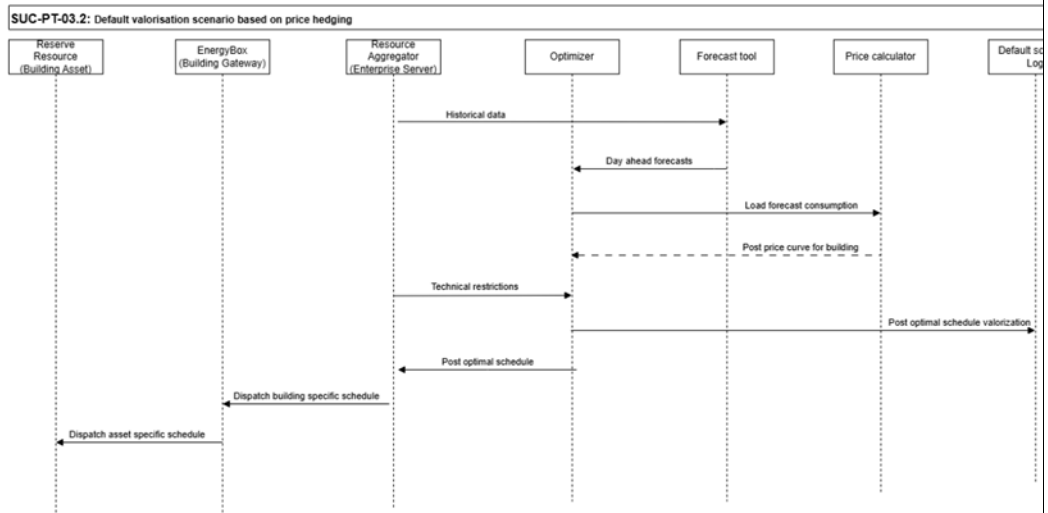 SUC-PT-03.2: Default valorisation scenario based on price hedging
Reserve
Resource
(Building Asset)
EnergyBox
(Building Gateway)
Resource
Aggregator
(Enterprise Server)
Optimizer
Forecast tool
Price calculator
Default sc
Log
Historical data
Day ahead forecasts
Load forecast consumption
Post price curve for building
Technical restrictions
Post optimal schedule valorization
Post optimal schedule
Dispatch building specific schedule
Dispatch asset specific schedule